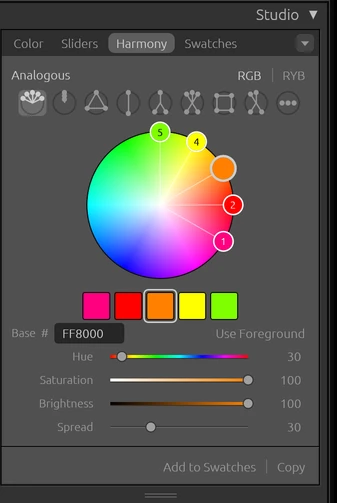 Studio ▼
Color Sliders Harmony Swatches
Analogous RGB | RYB
5
4
2
1
Base # FF8000 Use Foreground
Hue 30
Saturation 100
Brightness 100
Spread 30
Add to Swatches | Copy